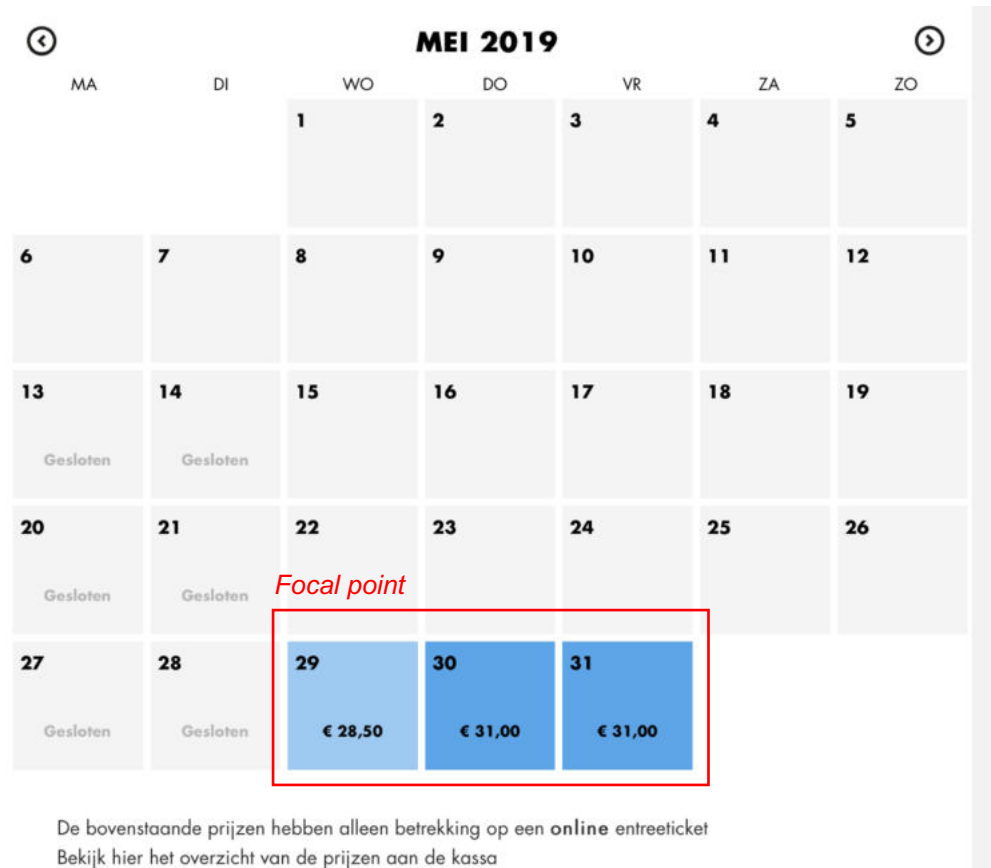 MEI 2019
MA DI WO DO VR ZA ZO
1 2 3 4 5
6 7 8 9 10 11 12
13 14 15 16 17 18 19
Gesloten Gesloten
20 21 22 23 24 25 26
Gesloten Gesloten
Focal point
27 28 29 30 31
Gesloten Gesloten € 28,50 € 31,00 € 31,00
De bovenstaande prijzen hebben alleen betrekking op een online entreeticket
Bekijk hier het overzicht van de prijzen aan de kassa